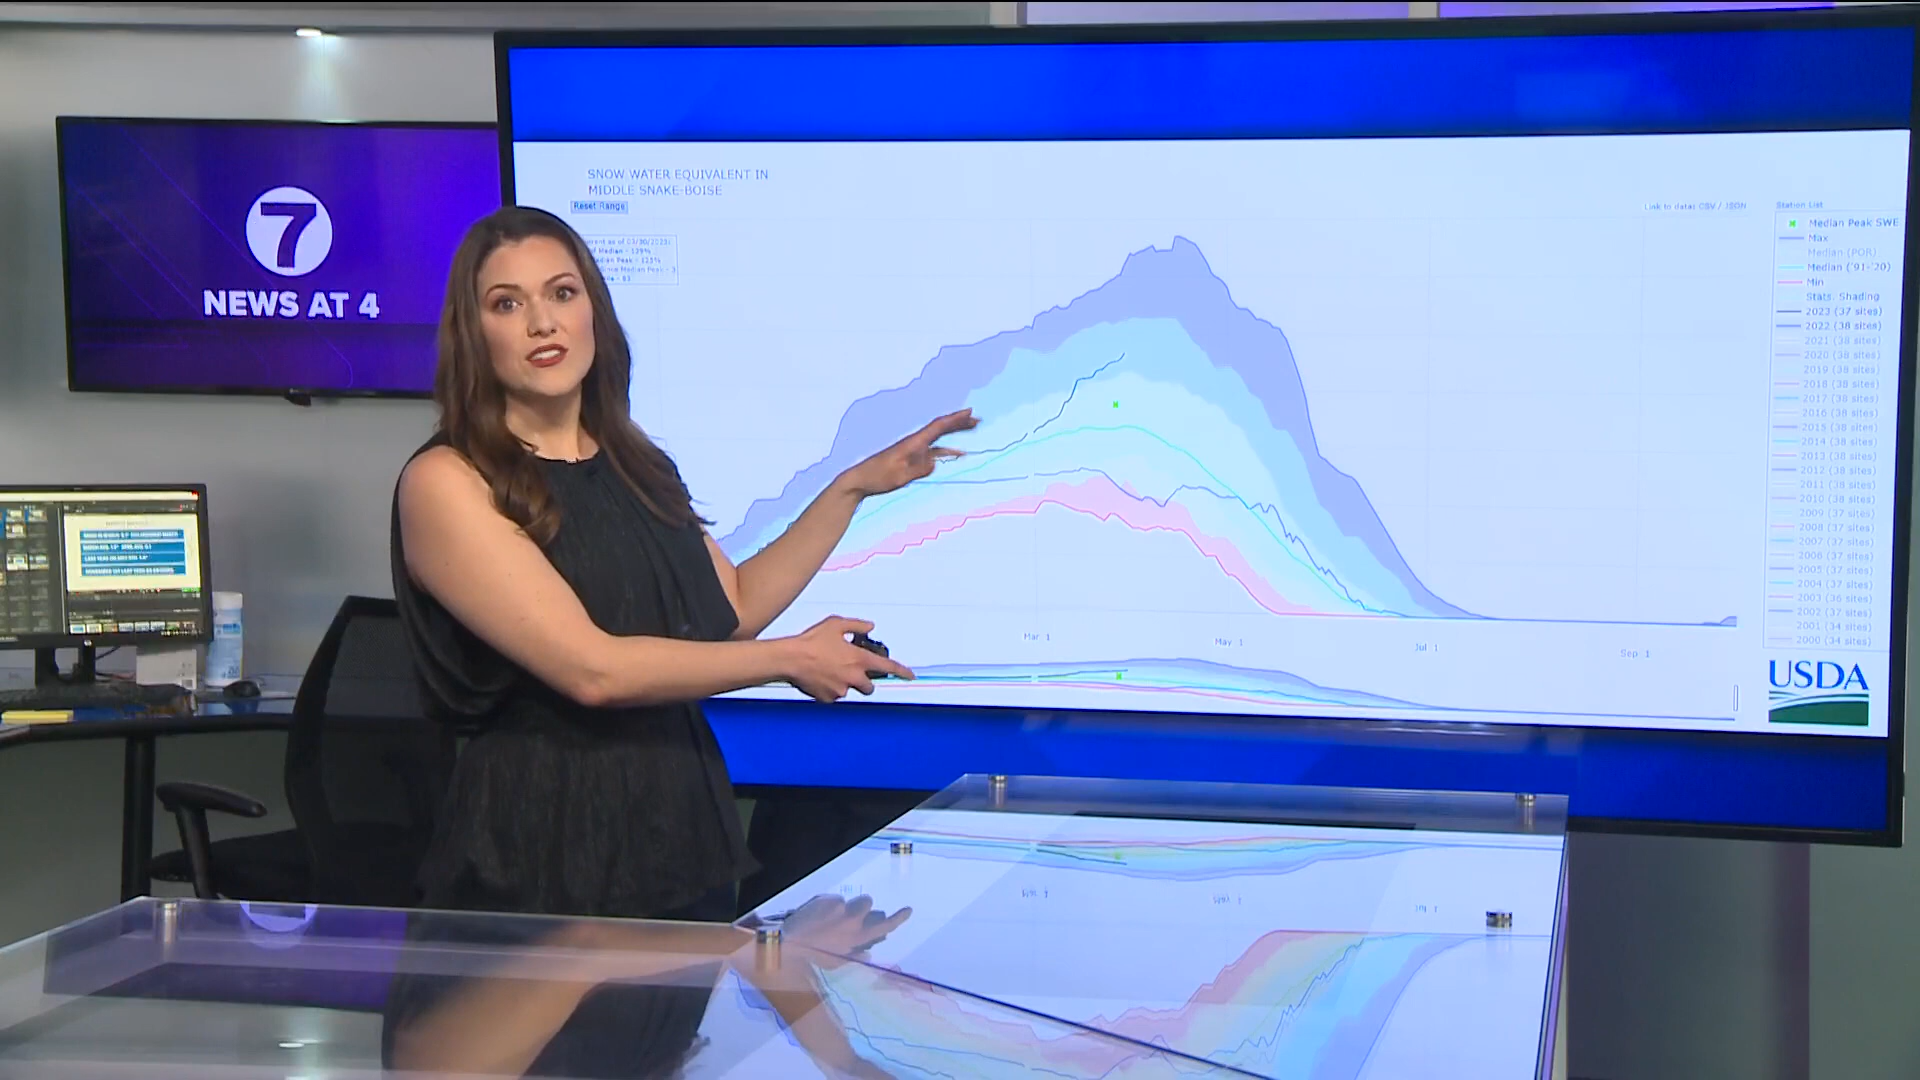 7
NEWS AT 4
SNOW WATER EQUIVALENT IN
MIDDLE SNAKE-BOISE
Reset Range
Link to data: CSV / JSON
Station List
Median Peak SWE
Max
Median (POR)
Median ('91-'20)
Min
Stats. Shading
2023 (37 sites)
2022 (38 sites)
2021 (38 sites)
2020 (38 sites)
2019 (38 sites)
2018 (38 sites)
2017 (38 sites)
2016 (38 sites)
2015 (38 sites)
2014 (38 sites)
2013 (38 sites)
2012 (38 sites)
2011 (38 sites)
2010 (38 sites)
2009 (37 sites)
2008 (37 sites)
2007 (37 sites)
2006 (37 sites)
2005 (37 sites)
2004 (37 sites)
2003 (36 sites)
2002 (37 sites)
2001 (34 sites)
2000 (34 sites)
Mar 1
May 1
Jul 1
Sep 1
USDA